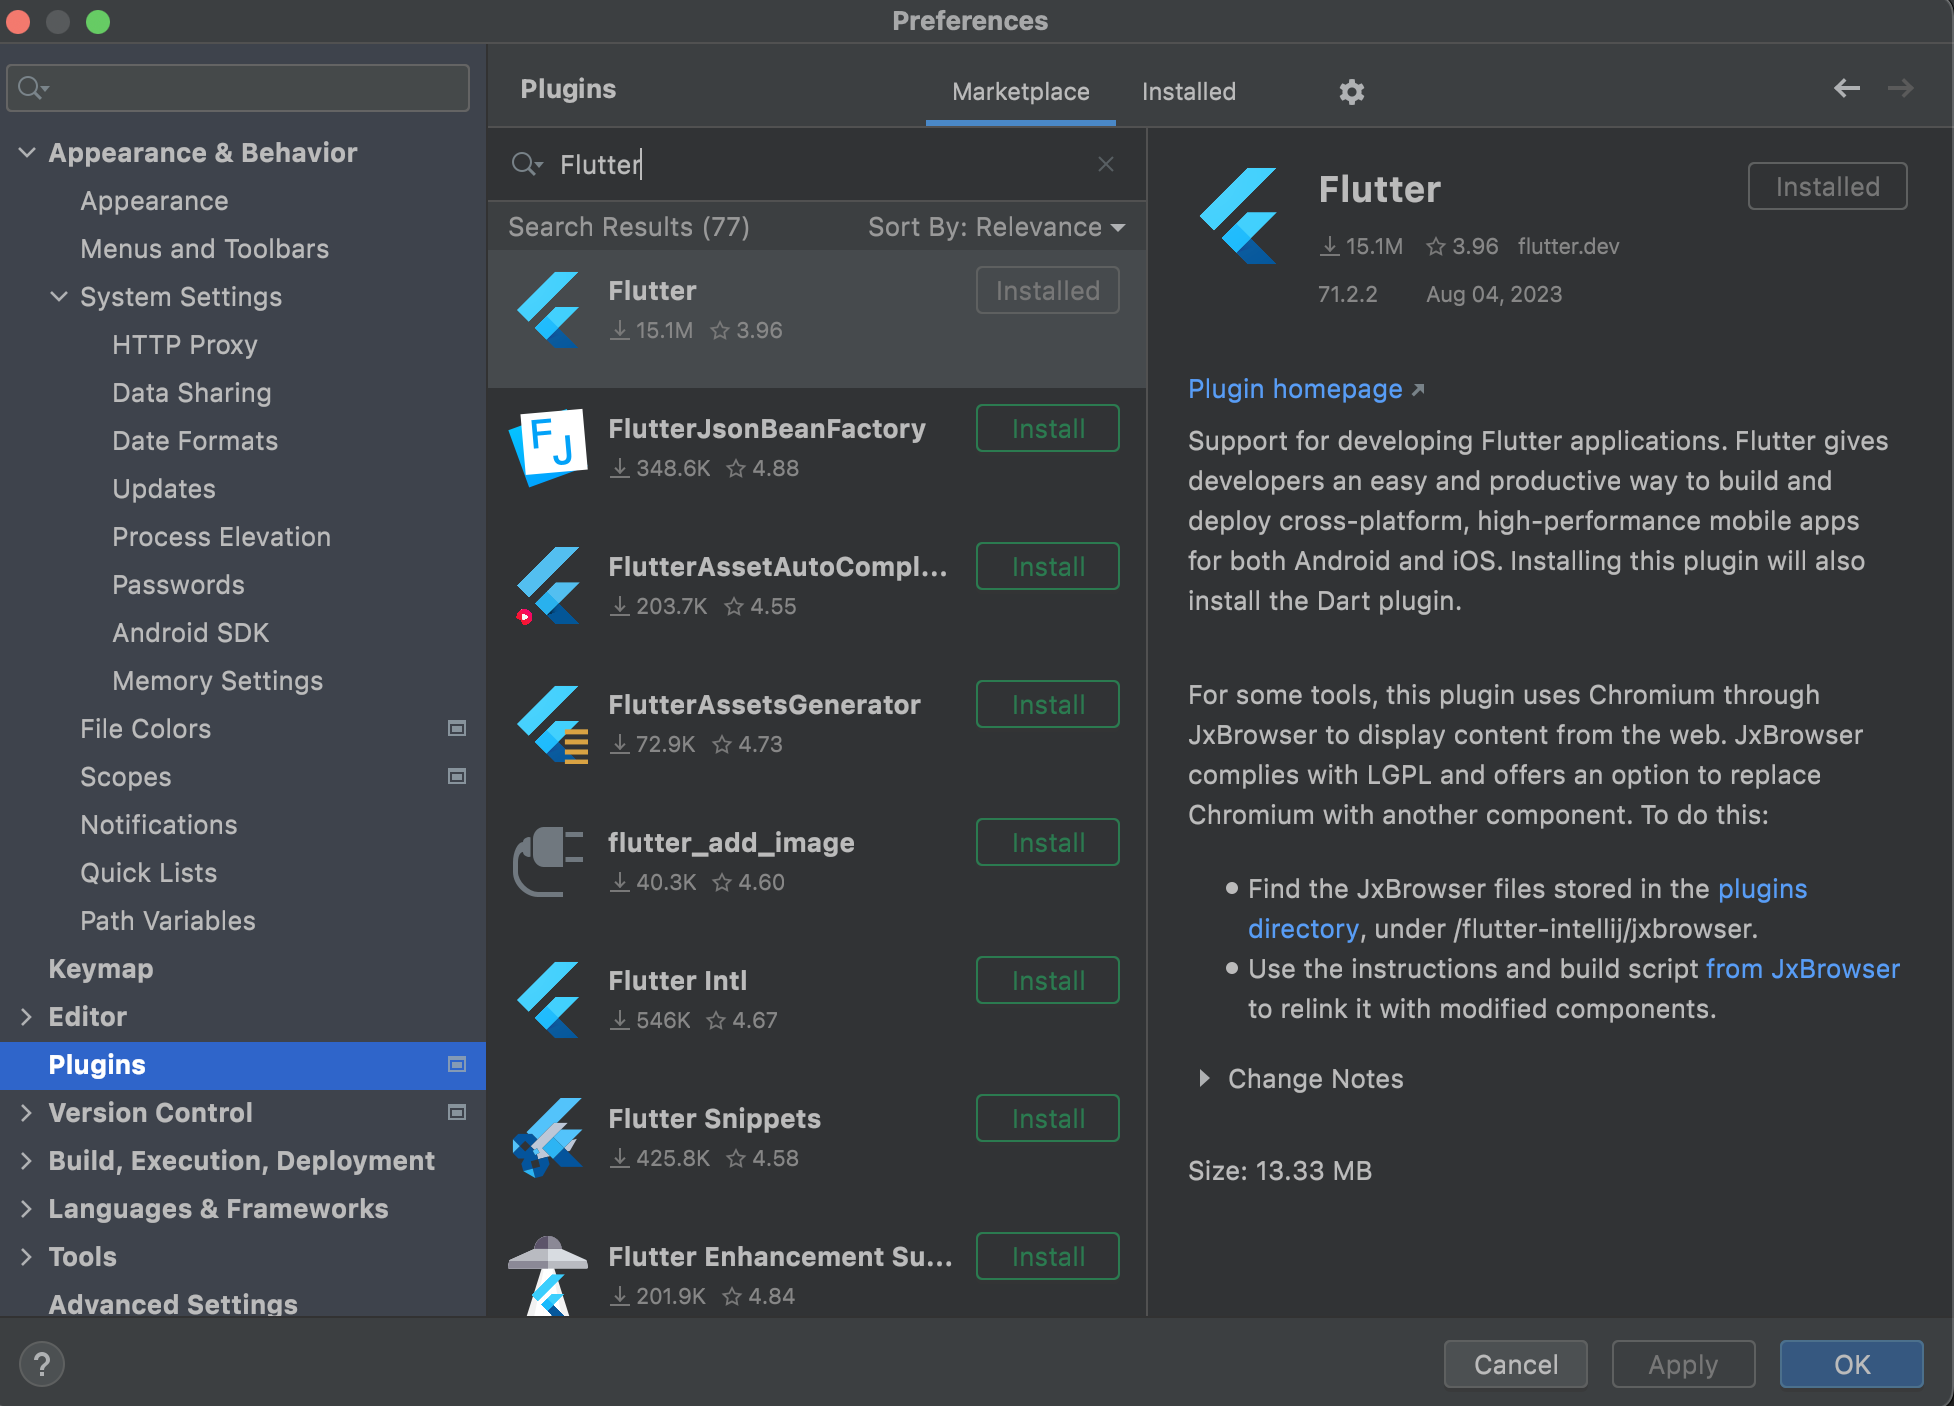 Preferences
Appearance & Behavior
Appearance
Menus and Toolbars
System Settings
HTTP Proxy
Data Sharing
Date Formats
Updates
Process Elevation
Passwords
Android SDK
Memory Settings
File Colors
Scopes
Notifications
Quick Lists
Path Variables
Keymap
Editor
Plugins
Version Control
Build, Execution, Deployment
Languages & Frameworks
Tools
Advanced Settings
Plugins
Marketplace
Installed
Flutter
Search Results (77)
Sort By: Relevance
Flutter
Installed
15.1M 3.96
FlutterJsonBeanFactory
Install
348.6K 4.88
F
J
FlutterAssetAutoCompl...
Install
203.7K 4.55
FlutterAssetsGenerator
Install
72.9K 4.73
flutter_add_image
Install
40.3K 4.60
Flutter Intl
Install
546K 4.67
Flutter Snippets
Install
425.8K 4.58
Flutter Enhancement Su...
Install
201.9K 4.84
Flutter
Installed
15.1M 3.96 flutter.dev
71.2.2 Aug 04, 2023
Plugin homepage
Support for developing Flutter applications. Flutter gives
developers an easy and productive way to build and
deploy cross-platform, high-performance mobile apps
for both Android and iOS. Installing this plugin will also
install the Dart plugin.
For some tools, this plugin uses Chromium through
JxBrowser to display content from the web. JxBrowser
complies with LGPL and offers an option to replace
Chromium with another component. To do this:
Find the JxBrowser files stored in the plugins
directory, under /flutter-intellij/jxbrowser.
Use the instructions and build script from JxBrowser
to relink it with modified components.
Change Notes
Size: 13.33 MB
?
Cancel
Apply
OK